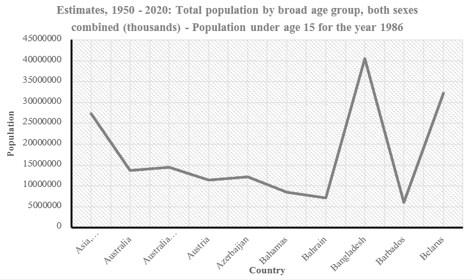 Estimates, 1950 - 2020: Total population by broad age group, both sexes
combined (thousands) - Population under age 15 for the year 1986
45000000
40000000
35000000
30000000
25000000
20000000
15000000
10000000
5000000
0
Population
Asia,...
Australia
Australia...
Austria
Azerbaijan
Bahamas
Bahrain
Bangladesh
Barbados
Belarus
Country